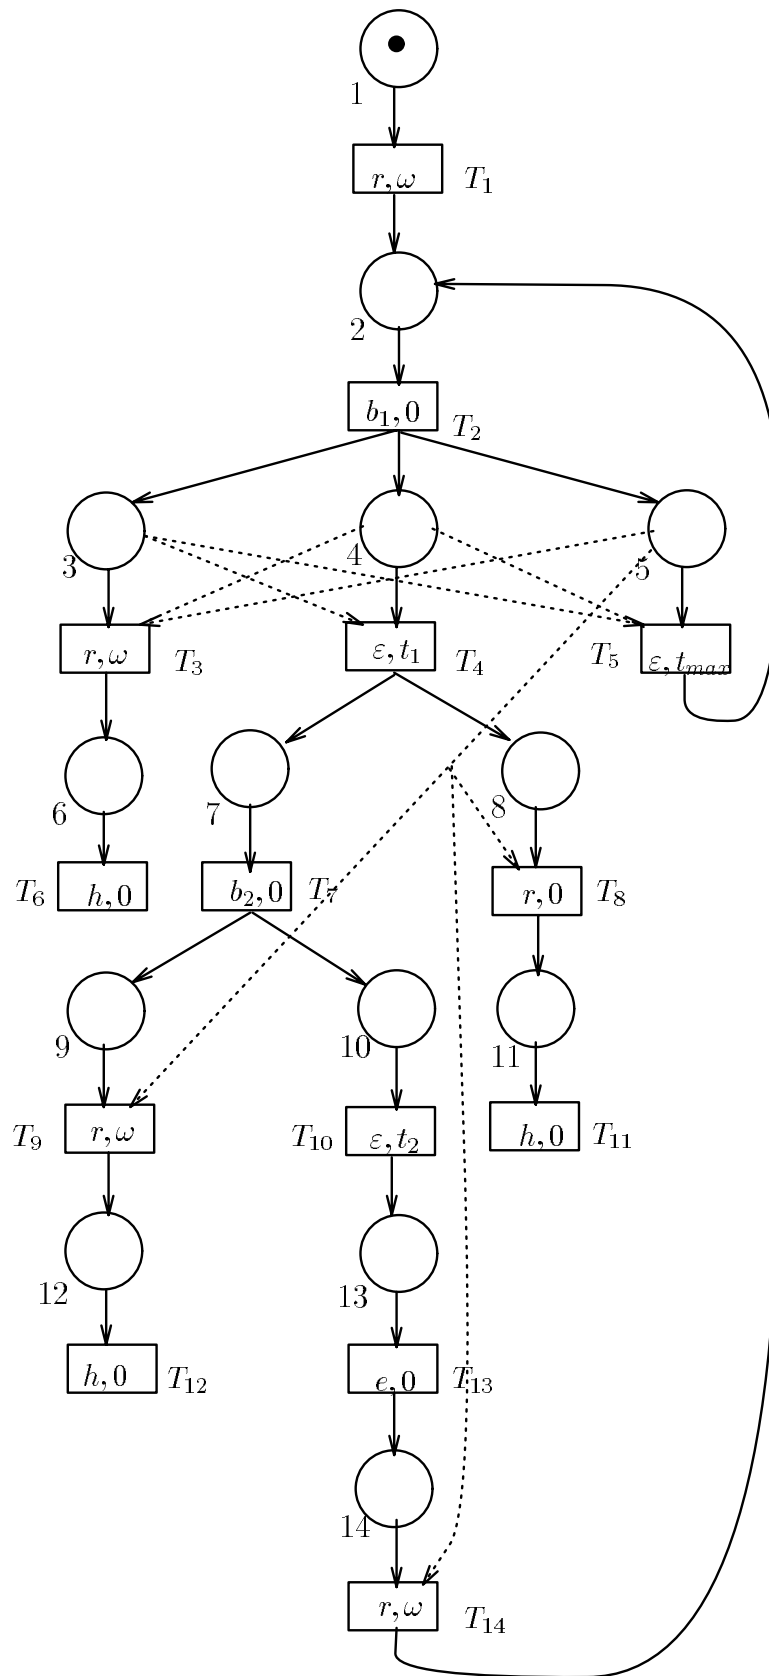 1
r, ω T₁
2
b₁, 0 T₂
3 4 5
r, ω T₃ ε, t₁ T₄ T₅ ε, tₘₐₓ
6 7 8
T₆ h, 0 b₂, 0 T₇ r, 0 T₈
9 10 11
T₉ r, ω T₁₀ ε, t₂ h, 0 T₁₁
12 13
h, 0 T₁₂ e, 0 T₁₃
14
r, ω T₁₄